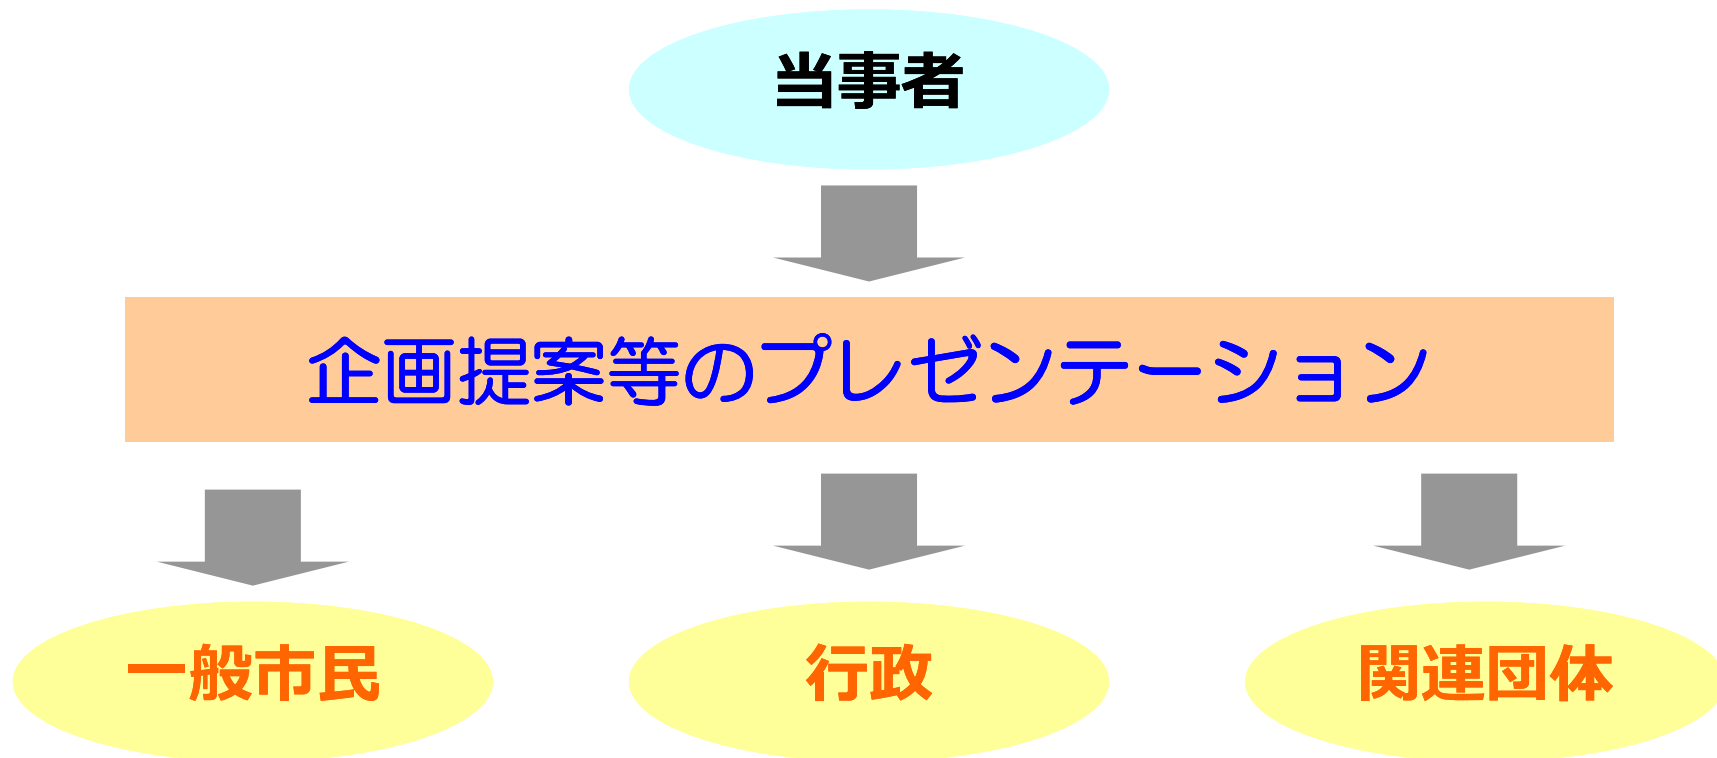 当事者
企画提案等のプレゼンテーション
一般市民
行政
関連団体